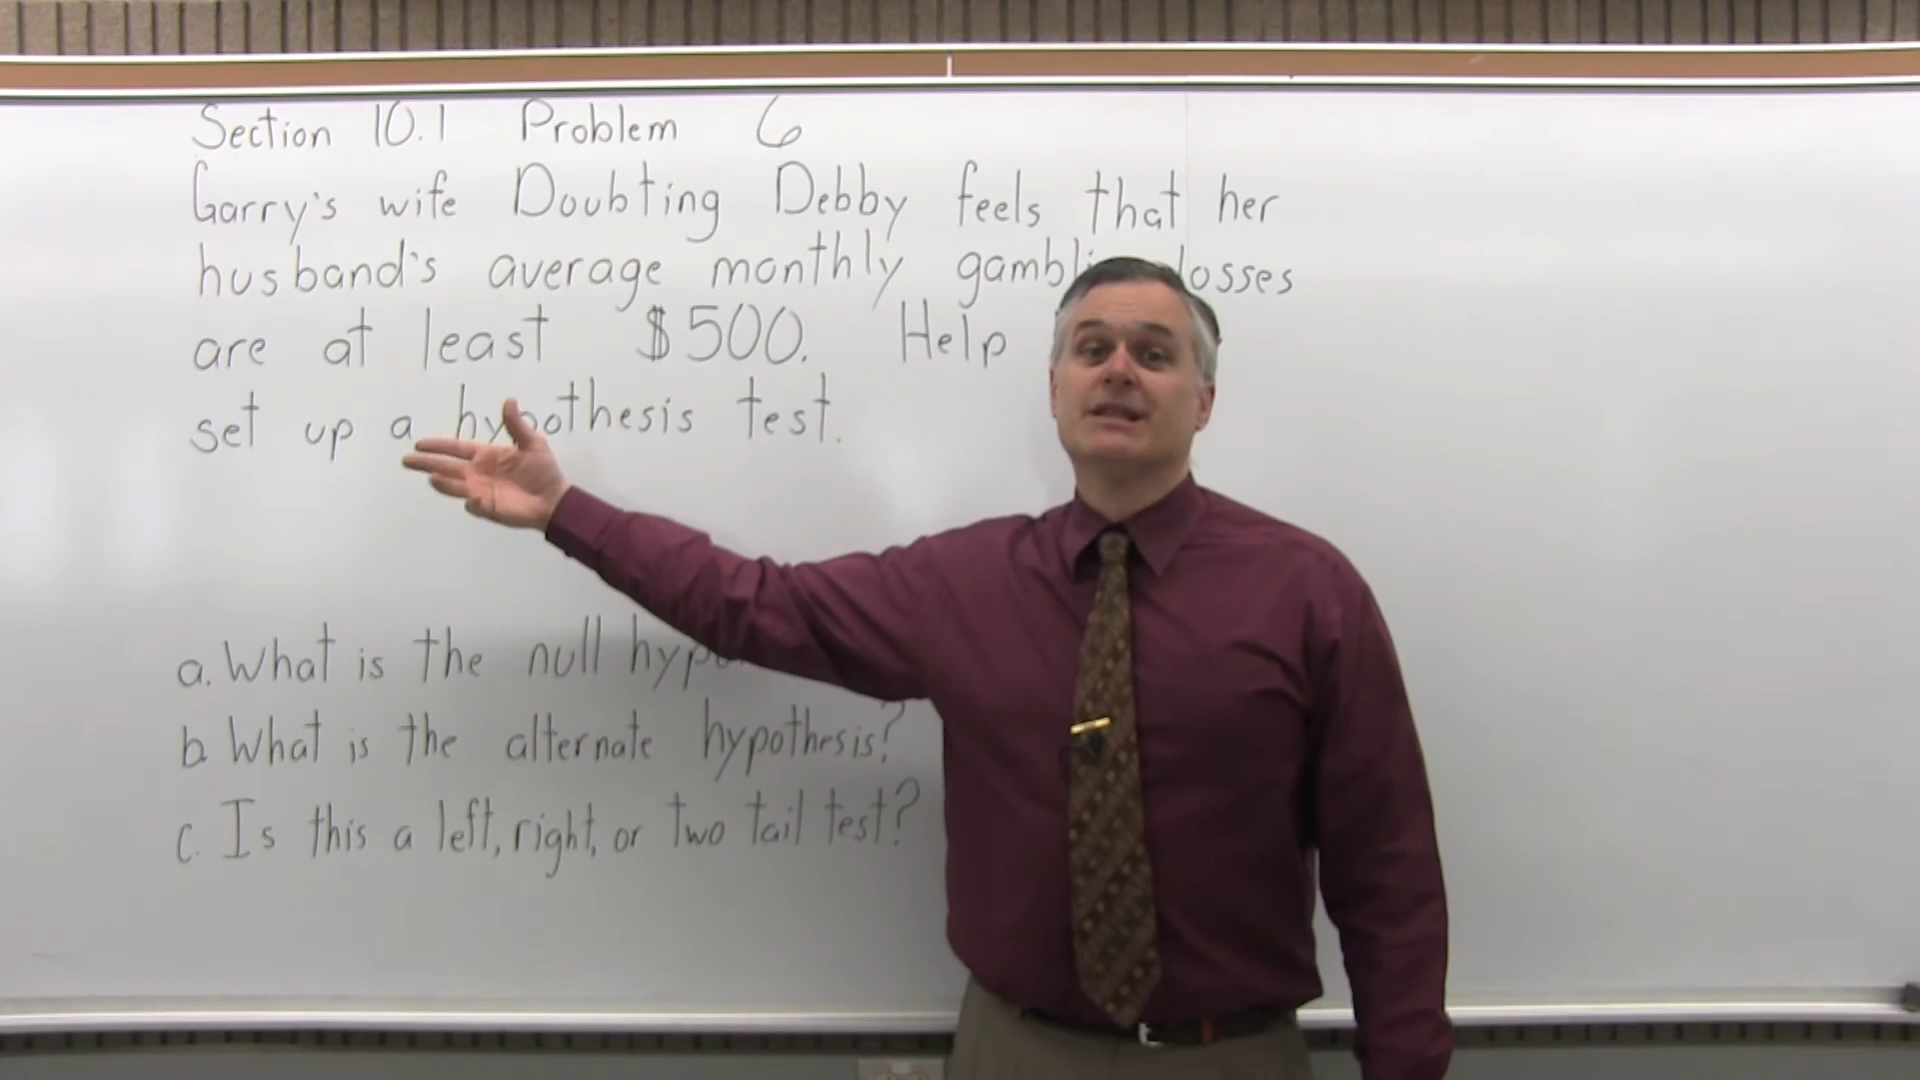 Section 10.1 Problem 6
Garry's wife Doubting Debby feels that her
husband's average monthly losses
are at least $500. Help
set up a hypothesis test.
a. What is the null
b. What is the alternate hypothesis?
c. Is this a left, right, or two tail test?